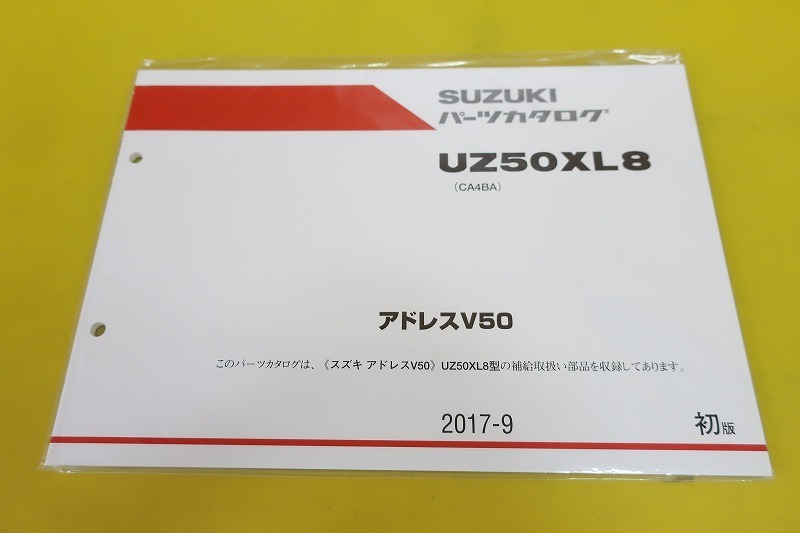 SUZUKI
パーツカタログ
UZ50XL8
(CA4BA)
アドレスV50
このパーツカタログは、《スズキ アドレスV50》UZ50XL8型の補給取扱い部品を収録してあります。
2017-9
初版